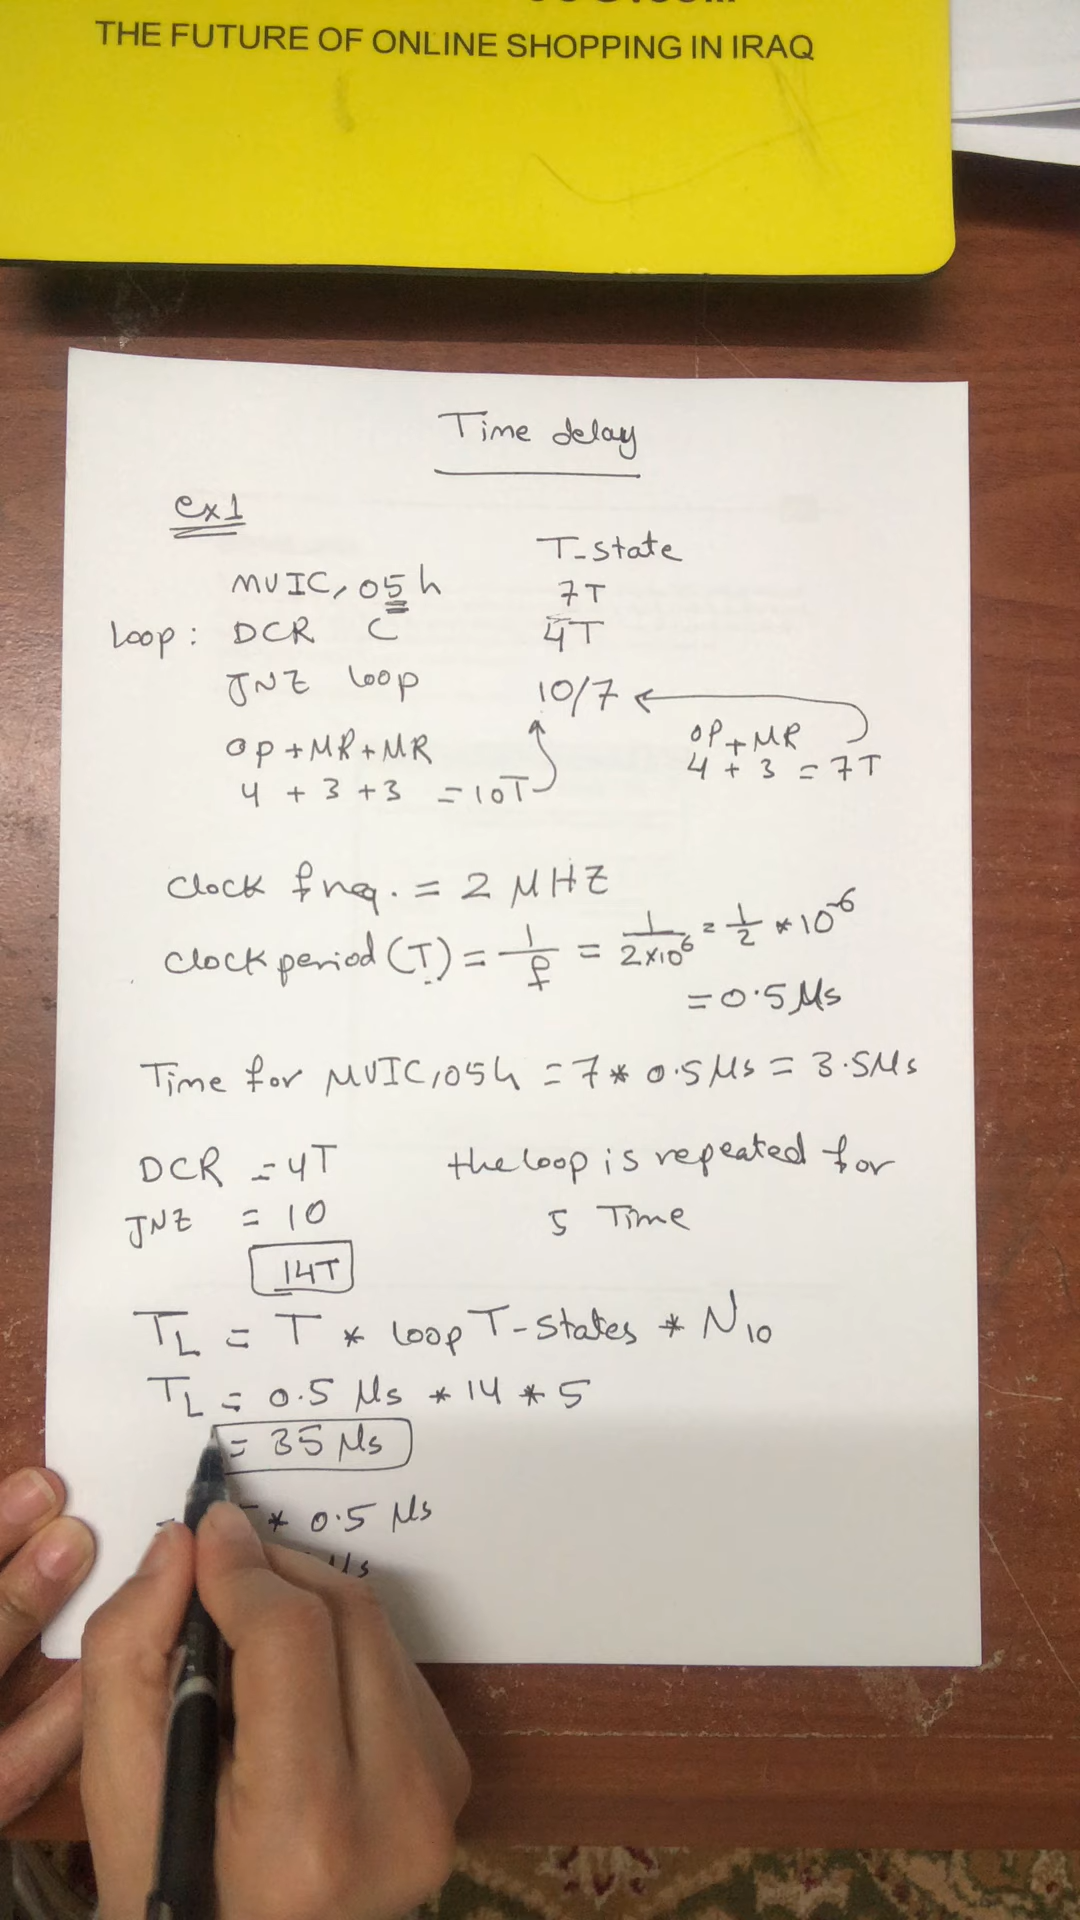 THE FUTURE OF ONLINE SHOPPING IN IRAQ
Time delay
ex1
T-state
MVIC, 05h 7T
Loop: DCR C 4T
JNZ loop 10/7
OP+MR+MR
4 + 3 + 3 = 10T
OP+MR
4 + 3 = 7T
clock freq. = 2 MHZ
clock period (T) = 1/f = 1/2×10^6 = 1/2 * 10^-6
= 0.5 Ms
Time for MVIC, 05h = 7 * 0.5 Ms = 3.5 Ms
DCR = 4T
JNZ = 10
14T
the loop is repeated for
5 Time
TL = T * loop T-states * N10
TL = 0.5 Ms * 14 * 5
= 35 Ms
* 0.5 Ms